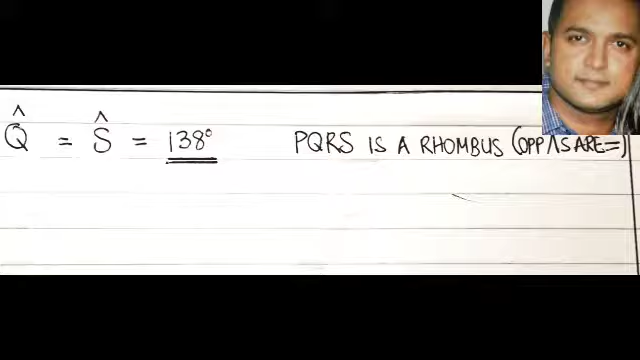 Q̂ = Ŝ = 138° PQRS IS A RHOMBUS (OPP ∧S ARE =)